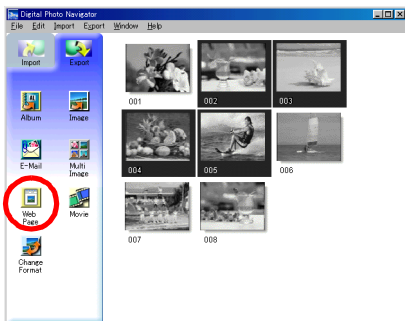 Digital Photo Navigator
File Edit Import Export Window Help
Import Export
Album Image
E-Mail Multi Image
Web Page Movie
Change Format
001 002 003
004 005 006
007 008